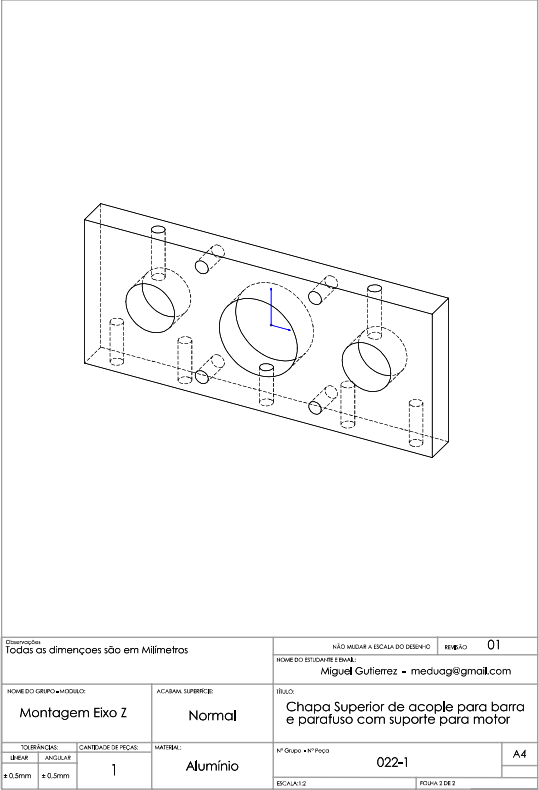 Observações
Todas as dimençoes são em Milímetros
NÃO MUDAR A ESCALA DO DESENHO
REVISÃO 01
NOME DO ESTUDANTE E EMAIL:
Miguel Gutierrez - meduag@gmail.com
NOME DO GRUPO - MODULO:
Montagem Eixo Z
ACABAM. SUPERFÍCIE:
Normal
TÍTULO:
Chapa Superior de acople para barra
e parafuso com suporte para motor
TOLERÂNCIAS:
LINEAR ANGULAR
± 0.5mm ± 0.5mm
CANTIDADE DE PEÇAS:
1
MATERIAL:
Alumínio
Nº Grupo - Nº Peça
022-1
A4
ESCALA:1:2
FOLHA 2 DE 2